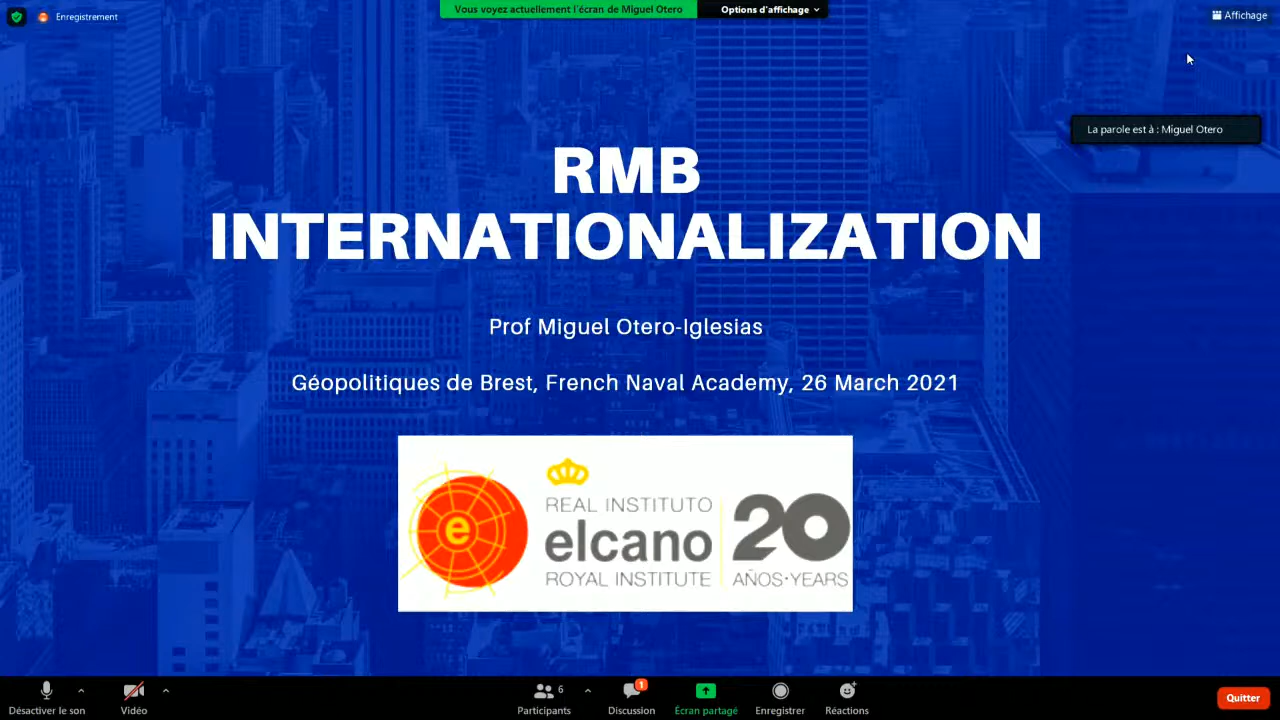 Enregistrement
Vous voyez actuellement l'écran de Miguel Otero
Options d'affichage
Affichage
La parole est à : Miguel Otero
RMB
INTERNATIONALIZATION
Prof Miguel Otero-Iglesias
Géopolitiques de Brest, French Naval Academy, 26 March 2021
e
REAL INSTITUTO
elcano
ROYAL INSTITUTE
20
AÑOS·YEARS
Désactiver le son
Vidéo
6
Participants
1
Discussion
Écran partagé
Enregistrer
Réactions
Quitter